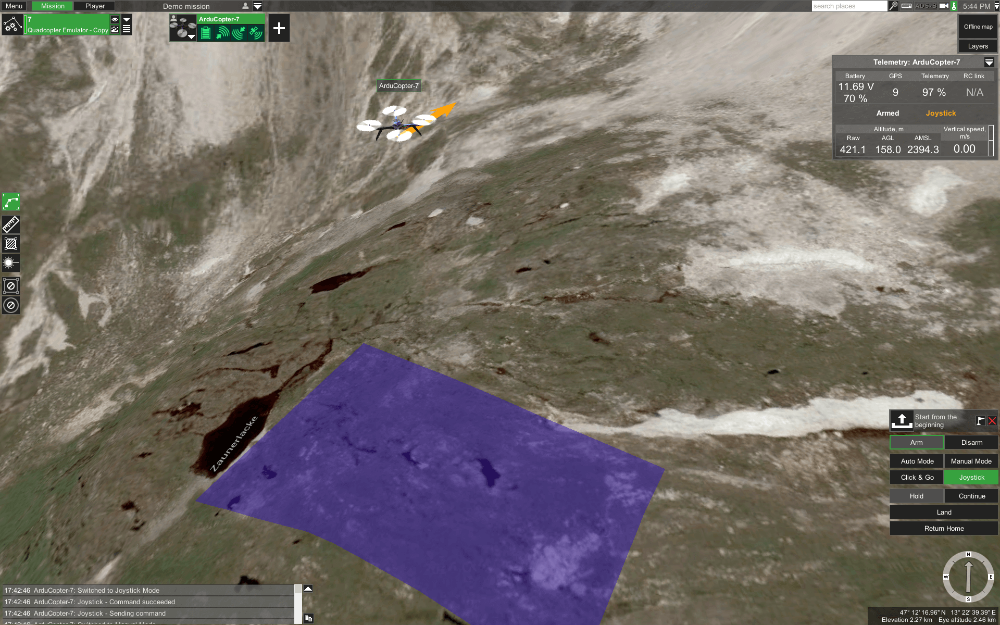 Menu
Mission
Player
Demo mission
search places
ADS-B
5:44 PM
7
Quadcopter Emulator - Copy
ArduCopter-7
Offline map
Layers
Telemetry: ArduCopter-7
Battery GPS Telemetry RC link
11.69 V
70 %
9
97 %
N/A
Armed Joystick
Altitude, m
Vertical speed, m/s
Raw AGL AMSL
421.1 158.0 2394.3 0.00
ArduCopter-7
Zaunerlacke
Start from the
beginning
Arm Disarm
Auto Mode Manual Mode
Click & Go Joystick
Hold Continue
Land
Return Home
N
W E
S
17:42:46 ArduCopter-7: Switched to Joystick Mode
17:42:46 ArduCopter-7: Joystick - Command succeeded
17:42:46 ArduCopter-7: Joystick - Sending command
47° 12' 16.96" N 13° 22' 39.39" E
Elevation 2.27 km Eye altitude 2.46 km